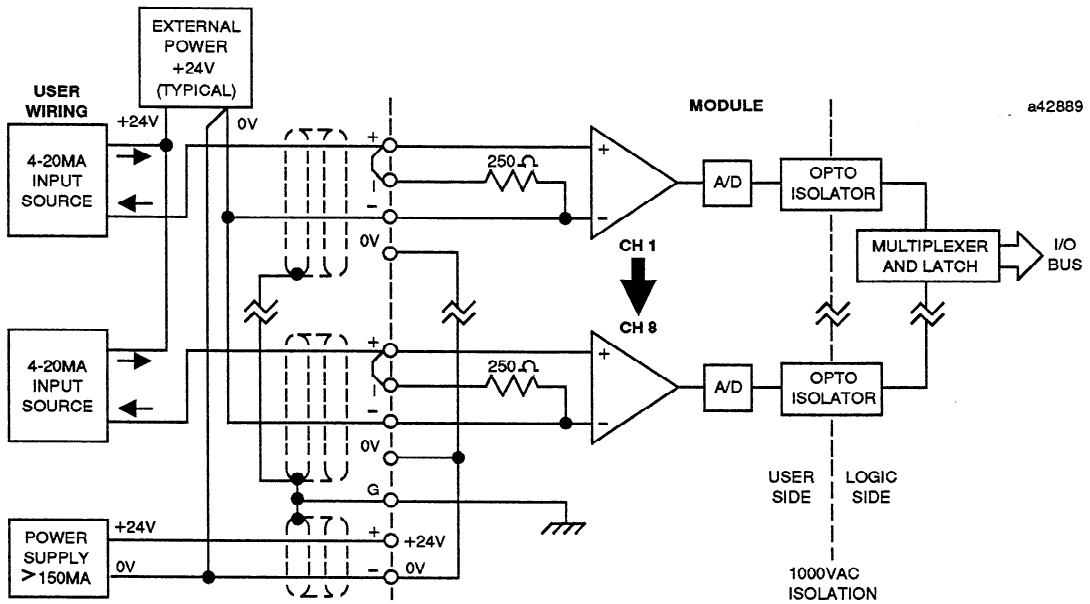 EXTERNAL
POWER
+24V
(TYPICAL)
USER
WIRING
MODULE
a42889
+24V
0V
4-20MA
INPUT
SOURCE
+
I
–
0V
250Ω
+
–
A/D
OPTO
ISOLATOR
CH 1
CH 8
MULTIPLEXER
AND LATCH
I/O
BUS
4-20MA
INPUT
SOURCE
+
I
–
0V
250Ω
+
–
A/D
OPTO
ISOLATOR
USER
SIDE
LOGIC
SIDE
G
POWER
SUPPLY
>150MA
+24V
0V
+
+24V
–
0V
1000VAC
ISOLATION